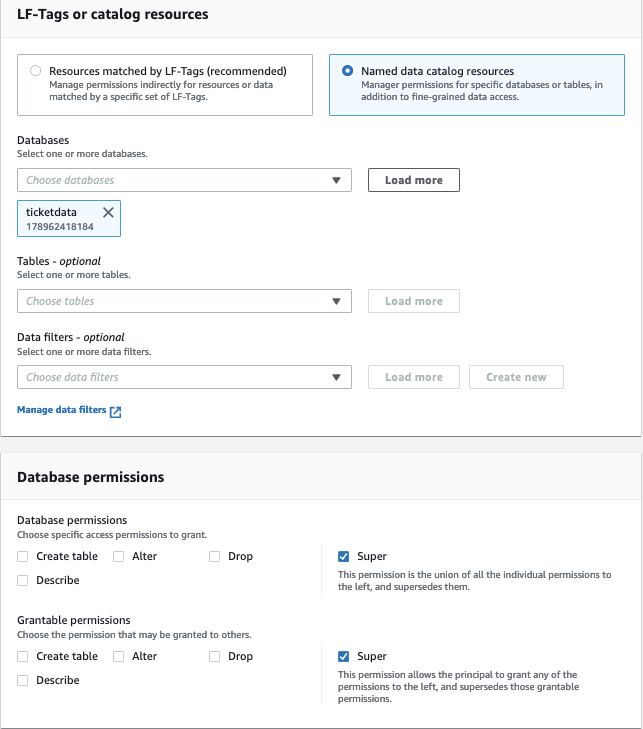 LF-Tags or catalog resources
Resources matched by LF-Tags (recommended)
Manage permissions indirectly for resources or data
matched by a specific set of LF-Tags.
Named data catalog resources
Manager permissions for specific databases or tables, in
addition to fine-grained data access.
Databases
Select one or more databases.
Choose databases
Load more
ticketdata
178962418184
Tables - optional
Select one or more tables.
Choose tables
Load more
Data filters - optional
Select one or more data filters.
Choose data filters
Load more
Create new
Manage data filters
Database permissions
Database permissions
Choose specific access permissions to grant.
Create table
Alter
Drop
Describe
Super
This permission is the union of all the individual permissions to
the left, and supersedes them.
Grantable permissions
Choose the permission that may be granted to others.
Create table
Alter
Drop
Describe
Super
This permission allows the principal to grant any of the
permissions to the left, and supersedes those grantable
permissions.